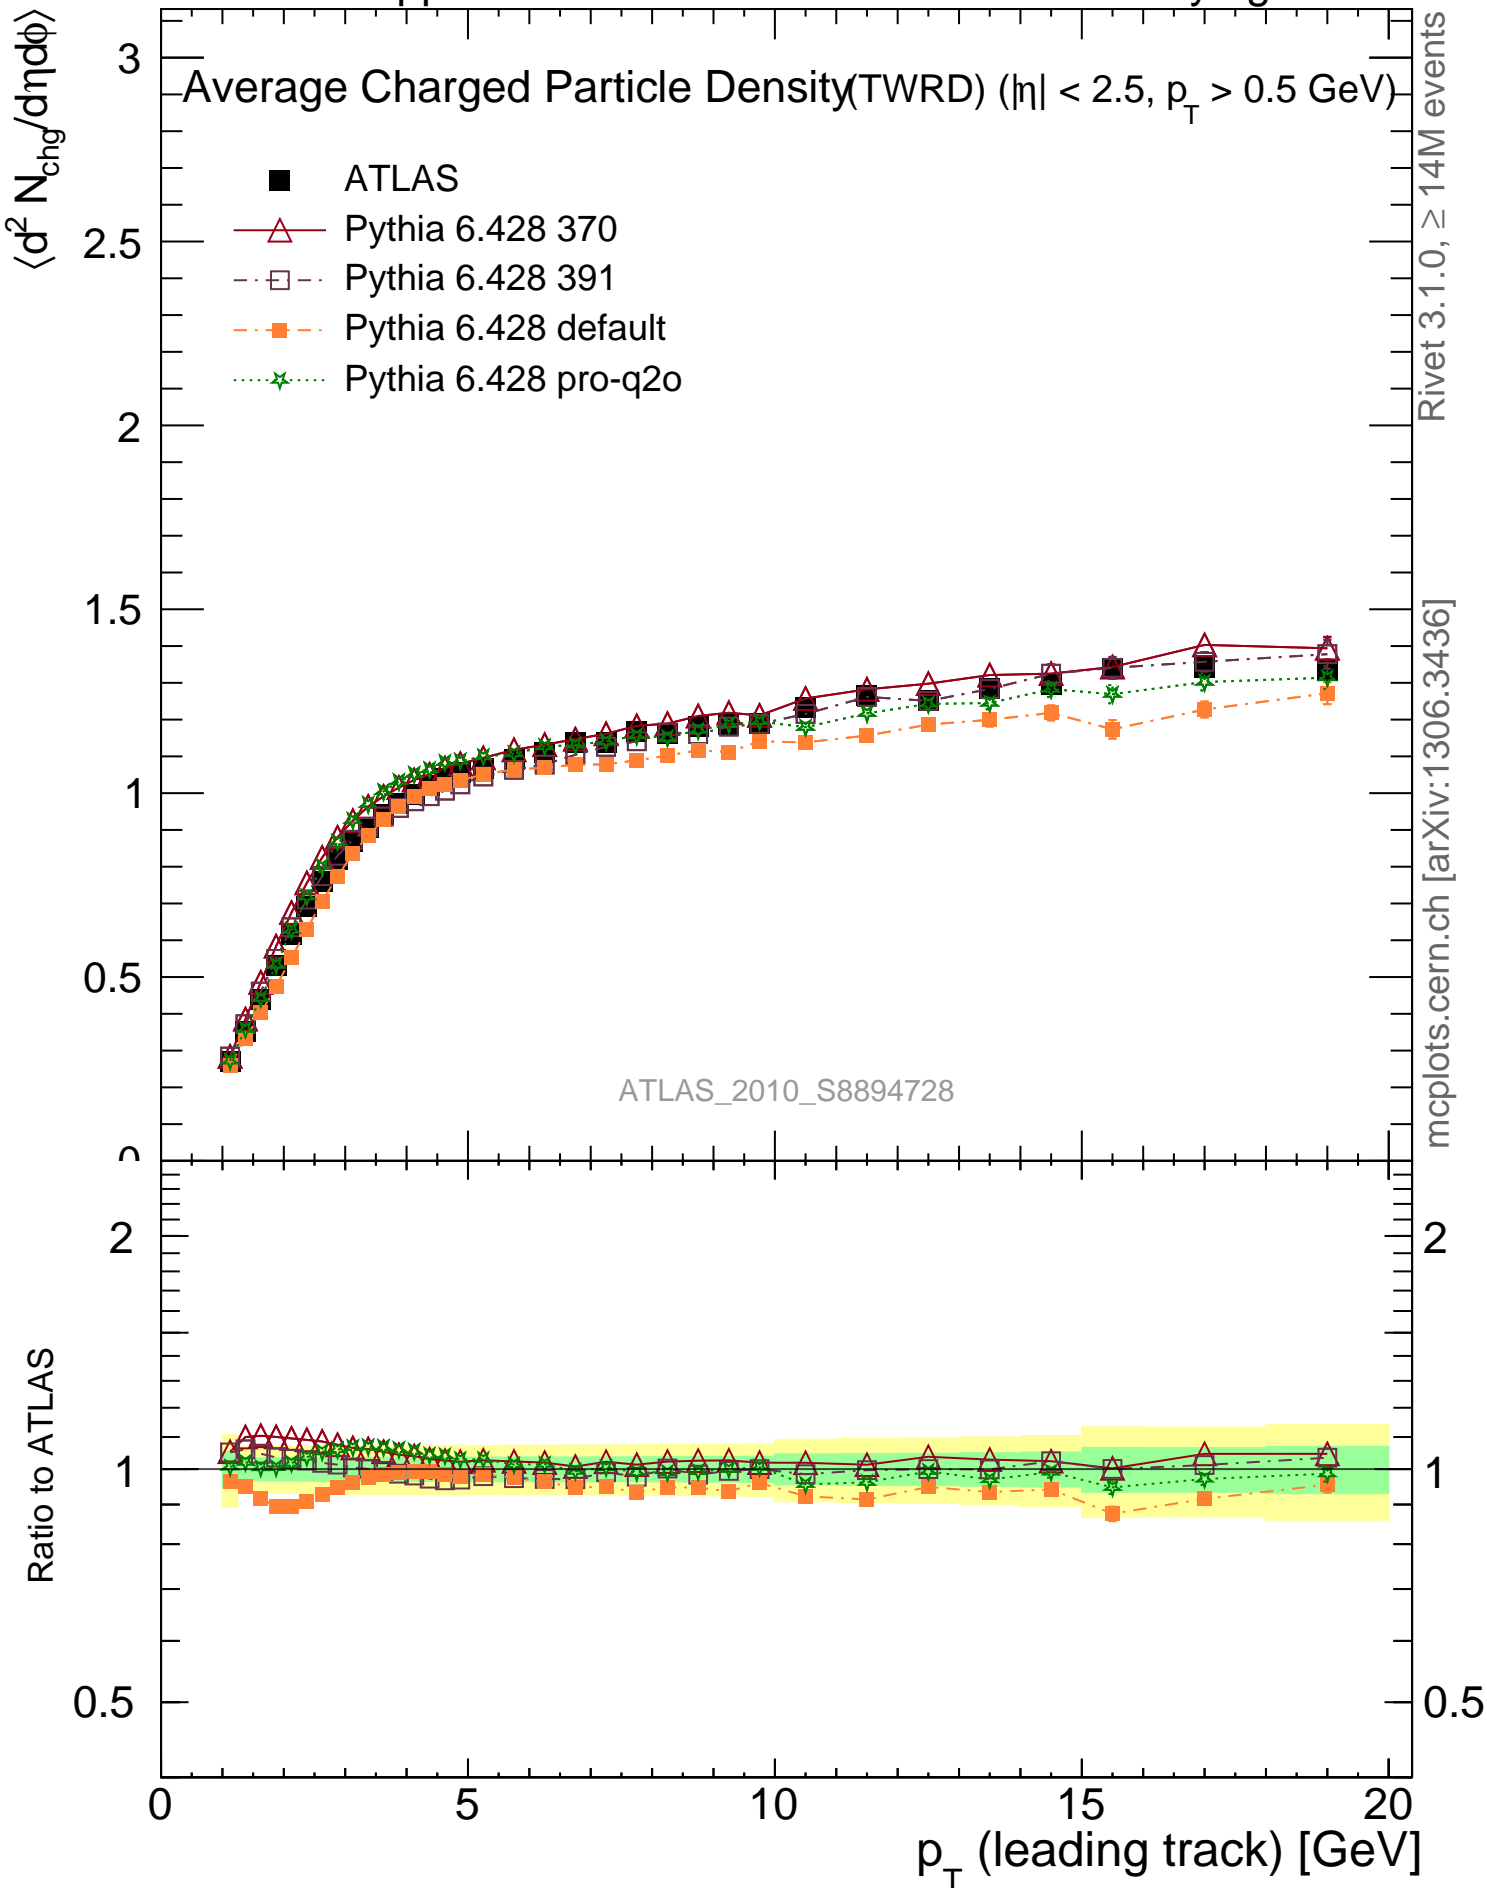 ⟨d² N_chg/dηdϕ⟩
Average Charged Particle Density (TWRD) (|η| < 2.5, p_T > 0.5 GeV)
ATLAS
Pythia 6.428 370
Pythia 6.428 391
Pythia 6.428 default
Pythia 6.428 pro-q2o
3
2.5
2
1.5
1
0.5
0
ATLAS_2010_S8894728
Rivet 3.1.0, ≥ 14M events
mcplots.cern.ch [arXiv:1306.3436]
Ratio to ATLAS
2
1
0.5
2
1
0.5
0 5 10 15 20
p_T (leading track) [GeV]